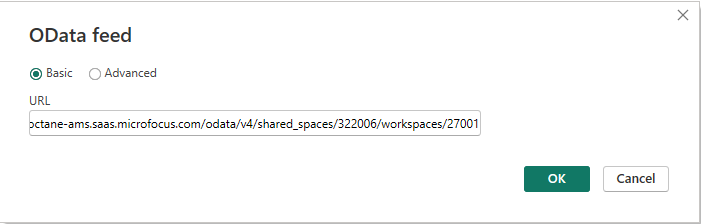 OData feed
Basic Advanced
URL
octane-ams.saas.microfocus.com/odata/v4/shared_spaces/322006/workspaces/27001
OK Cancel